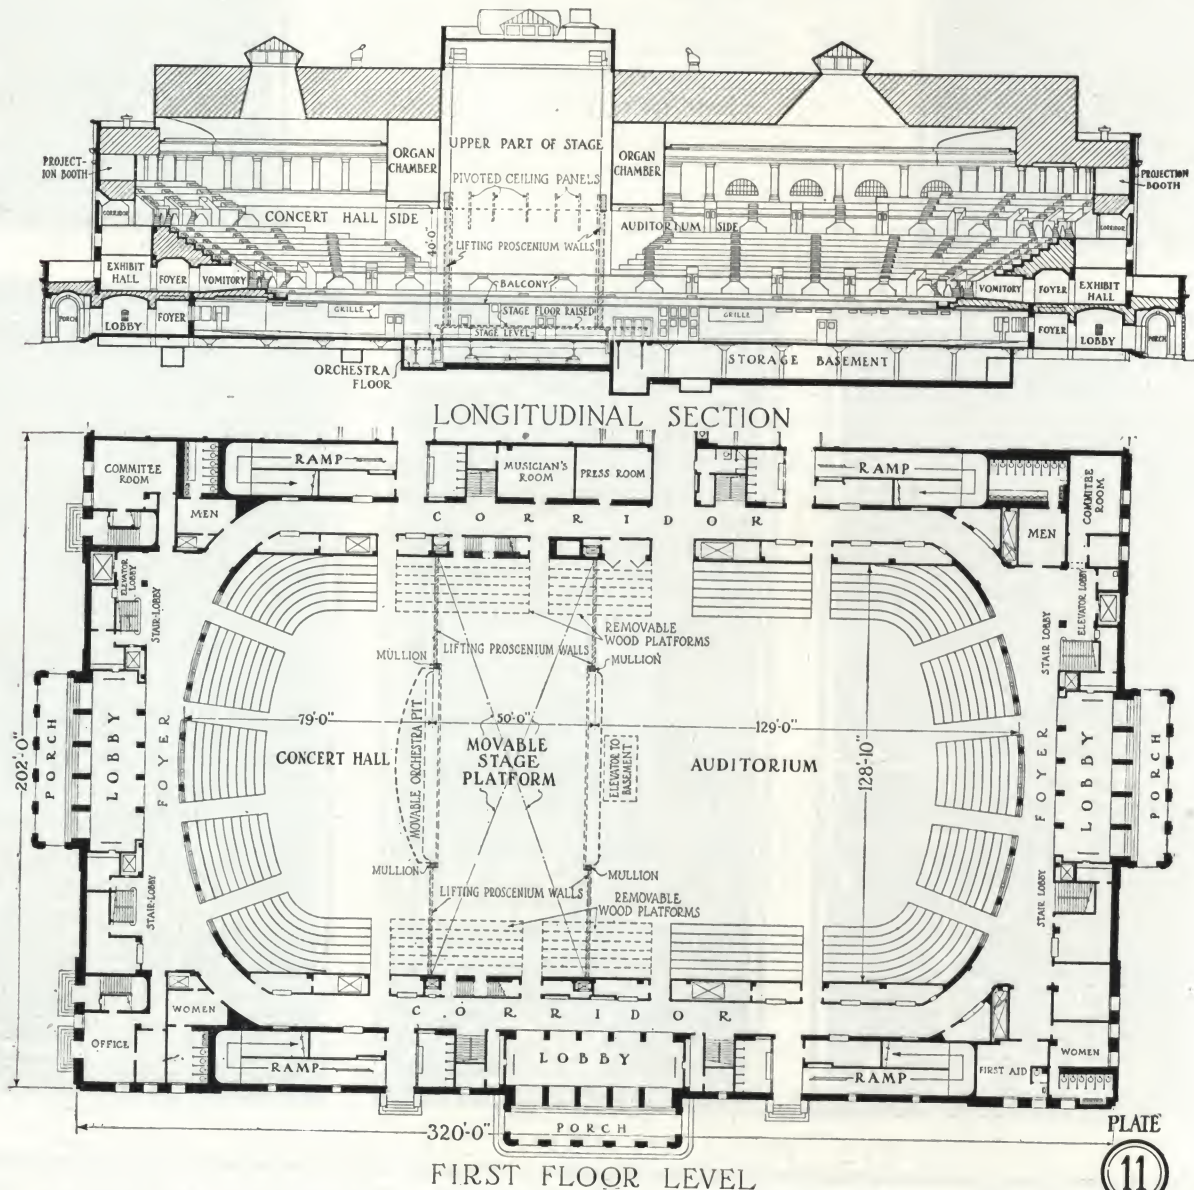 PROJECT-
ION BOOTH
CORRIDOR
EXHIBIT
HALL
FOYER
VOMITORY
PORCH
LOBBY
FOYER
CONCERT HALL SIDE
ORGAN
CHAMBER
UPPER PART OF STAGE
PIVOTED CEILING PANELS
40'-0"
LIFTING PROSCENIUM WALLS
ORGAN
CHAMBER
AUDITORIUM SIDE
PROJECTION
BOOTH
CORRIDOR
VOMITORY
FOYER
EXHIBIT
HALL
BALCONY
GRILLE
STAGE FLOOR RAISED
STAGE LEVEL
GRILLE
FOYER
LOBBY
PORCH
ORCHESTRA
FLOOR
STORAGE BASEMENT
LONGITUDINAL SECTION
COMMITEE
ROOM
MEN
RAMP
MUSICIAN'S
ROOM
PRESS ROOM
RAMP
MEN
COMMITEE
ROOM
CORRIDOR
ELEVATOR
LOBBY
STAIR-LOBBY
REMOVABLE
WOOD PLATFORMS
LIFTING PROSCENIUM WALLS
MULLION
MULLION
STAIR LOBBY
ELEVATOR LOBBY
202'-0"
PORCH
LOBBY
FOYER
79'-0"
CONCERT HALL
MOVABLE ORCHESTRA PIT
50'-0"
MOVABLE
STAGE
PLATFORM
ELEVATOR TO
BASEMENT
129'-0"
AUDITORIUM
128'-10"
FOYER
LOBBY
PORCH
MULLION
MULLION
LIFTING PROSCENIUM WALLS
REMOVABLE
WOOD PLATFORMS
STAIR-LOBBY
STAIR LOBBY
CORRIDOR
WOMEN
OFFICE
RAMP
LOBBY
RAMP
FIRST AID
WOMEN
PORCH
320'-0"
FIRST FLOOR LEVEL
PLATE
11